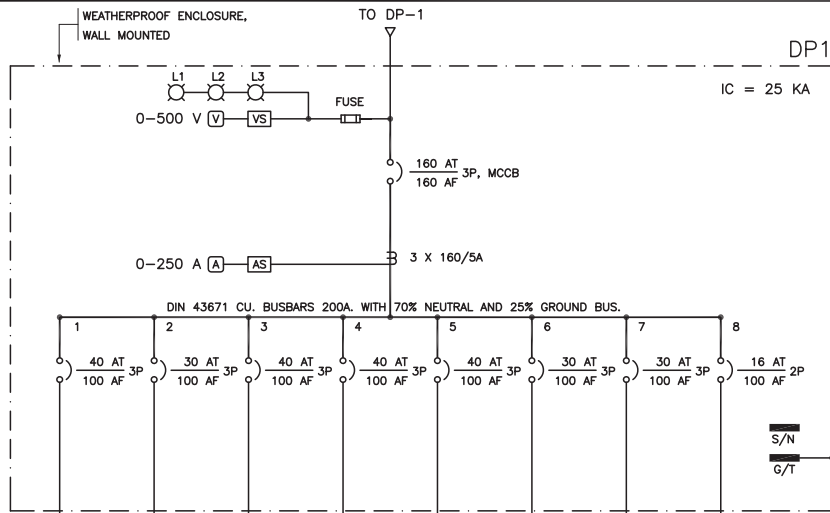 WEATHERPROOF ENCLOSURE,
WALL MOUNTED
TO DP-1
DP1
IC = 25 KA
L1 L2 L3
FUSE
0-500 V V VS
160 AT
160 AF 3P, MCCB
0-250 A A AS
3 X 160/5A
DIN 43671 CU. BUSBARS 200A. WITH 70% NEUTRAL AND 25% GROUND BUS.
1 2 3 4 5 6 7 8
40 AT
100 AF 3P
30 AT
100 AF 3P
40 AT
100 AF 3P
40 AT
100 AF 3P
40 AT
100 AF 3P
30 AT
100 AF 3P
30 AT
100 AF 3P
16 AT
100 AF 2P
S/N
G/T